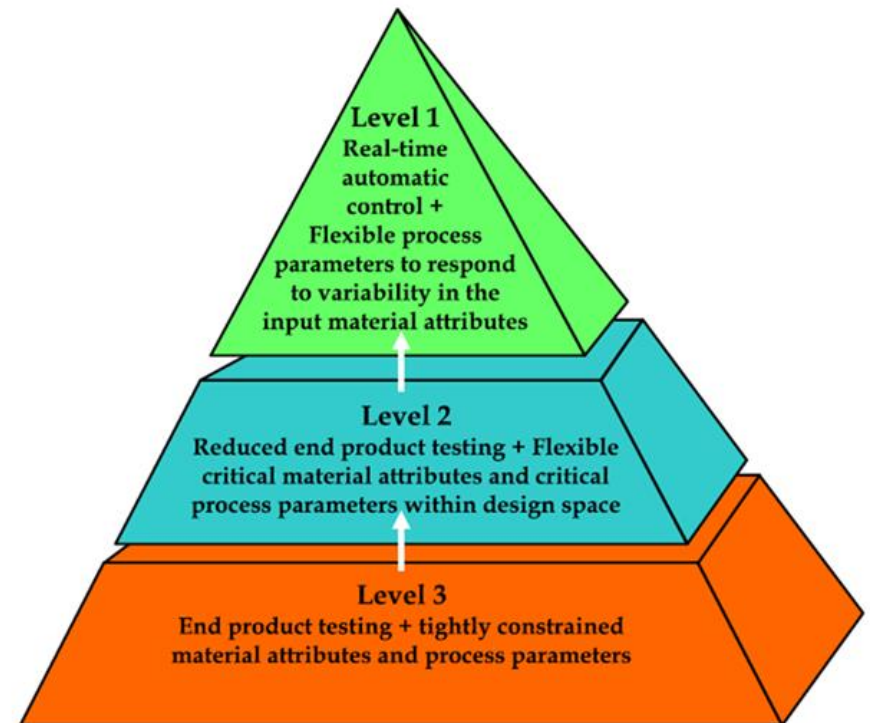 Level 1
Real-time
automatic
control +
Flexible process
parameters to respond
to variability in the
input material attributes
Level 2
Reduced end product testing + Flexible
critical material attributes and critical
process parameters within design space
Level 3
End product testing + tightly constrained
material attributes and process parameters